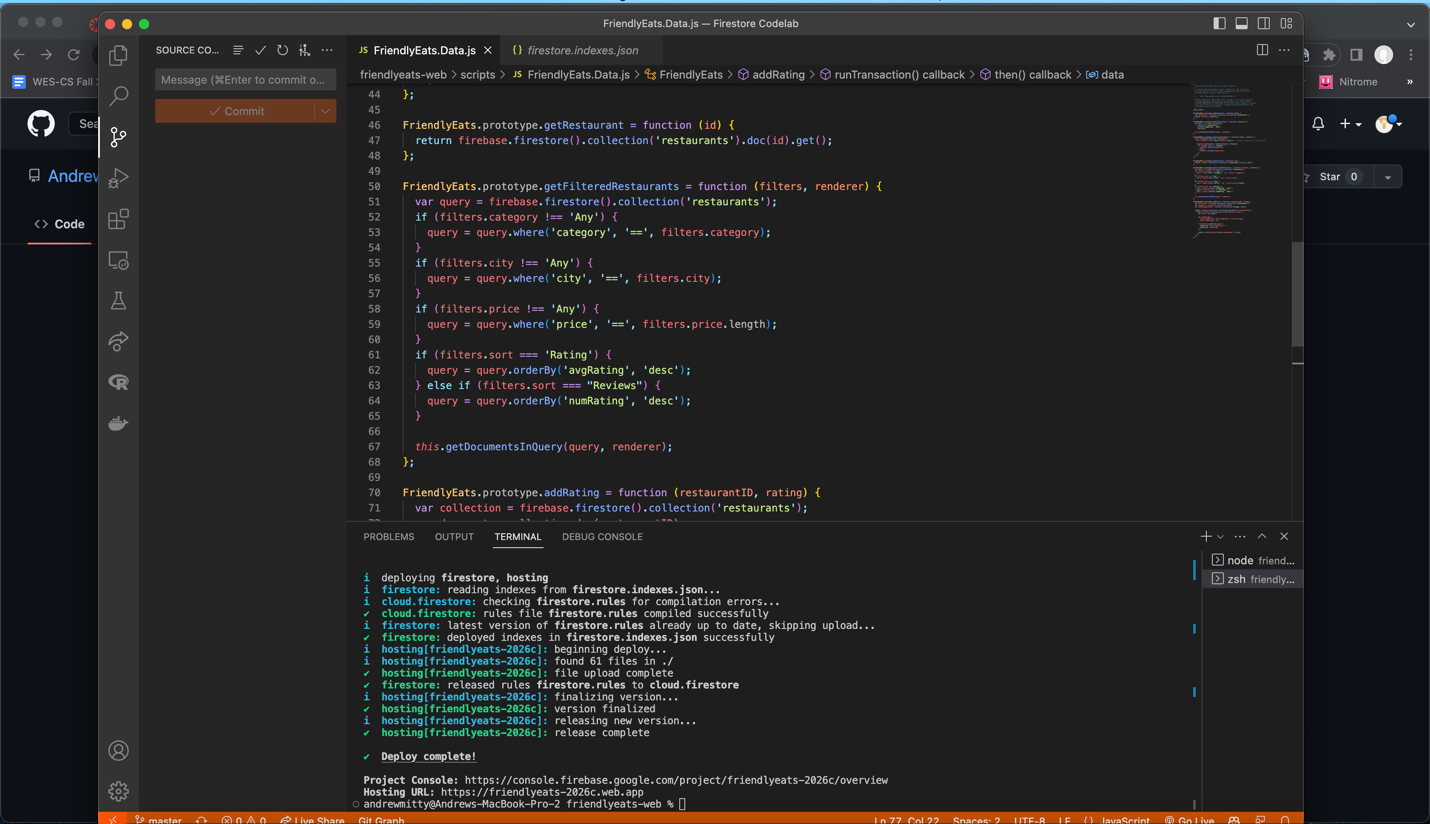 FriendlyEats.Data.js — Firestore Codelab
WES-CS Fall
Nitrome
»
Sea
Andrew
<> Code
Star 0
SOURCE CO...
Message (⌘Enter to commit o...
Commit
JS FriendlyEats.Data.js
{} firestore.indexes.json
friendlyeats-web > scripts > JS FriendlyEats.Data.js > FriendlyEats > addRating > runTransaction() callback > then() callback > data
44 };
45
46 FriendlyEats.prototype.getRestaurant = function (id) {
47 return firebase.firestore().collection('restaurants').doc(id).get();
48 };
49
50 FriendlyEats.prototype.getFilteredRestaurants = function (filters, renderer) {
51 var query = firebase.firestore().collection('restaurants');
52 if (filters.category !== 'Any') {
53 query = query.where('category', '==', filters.category);
54 }
55 if (filters.city !== 'Any') {
56 query = query.where('city', '==', filters.city);
57 }
58 if (filters.price !== 'Any') {
59 query = query.where('price', '==', filters.price.length);
60 }
61 if (filters.sort === 'Rating') {
62 query = query.orderBy('avgRating', 'desc');
63 } else if (filters.sort === "Reviews") {
64 query = query.orderBy('numRating', 'desc');
65 }
66
67 this.getDocumentsInQuery(query, renderer);
68 };
69
70 FriendlyEats.prototype.addRating = function (restaurantID, rating) {
71 var collection = firebase.firestore().collection('restaurants');
PROBLEMS OUTPUT TERMINAL DEBUG CONSOLE
node friend...
zsh friendly...
i deploying firestore, hosting
i firestore: reading indexes from firestore.indexes.json...
i cloud.firestore: checking firestore.rules for compilation errors...
✔ cloud.firestore: rules file firestore.rules compiled successfully
i firestore: latest version of firestore.rules already up to date, skipping upload...
✔ firestore: deployed indexes in firestore.indexes.json successfully
i hosting[friendlyeats-2026c]: beginning deploy...
i hosting[friendlyeats-2026c]: found 61 files in ./
✔ hosting[friendlyeats-2026c]: file upload complete
✔ firestore: released rules firestore.rules to cloud.firestore
i hosting[friendlyeats-2026c]: finalizing version...
✔ hosting[friendlyeats-2026c]: version finalized
i hosting[friendlyeats-2026c]: releasing new version...
✔ hosting[friendlyeats-2026c]: release complete
✔ Deploy complete!
Project Console: https://console.firebase.google.com/project/friendlyeats-2026c/overview
Hosting URL: https://friendlyeats-2026c.web.app
andrewmitty@Andrews-MacBook-Pro-2 friendlyeats-web %
master 0 0 Live Share Git Graph Ln 77, Col 22 Spaces: 2 UTF-8 LF {} JavaScript Go Live